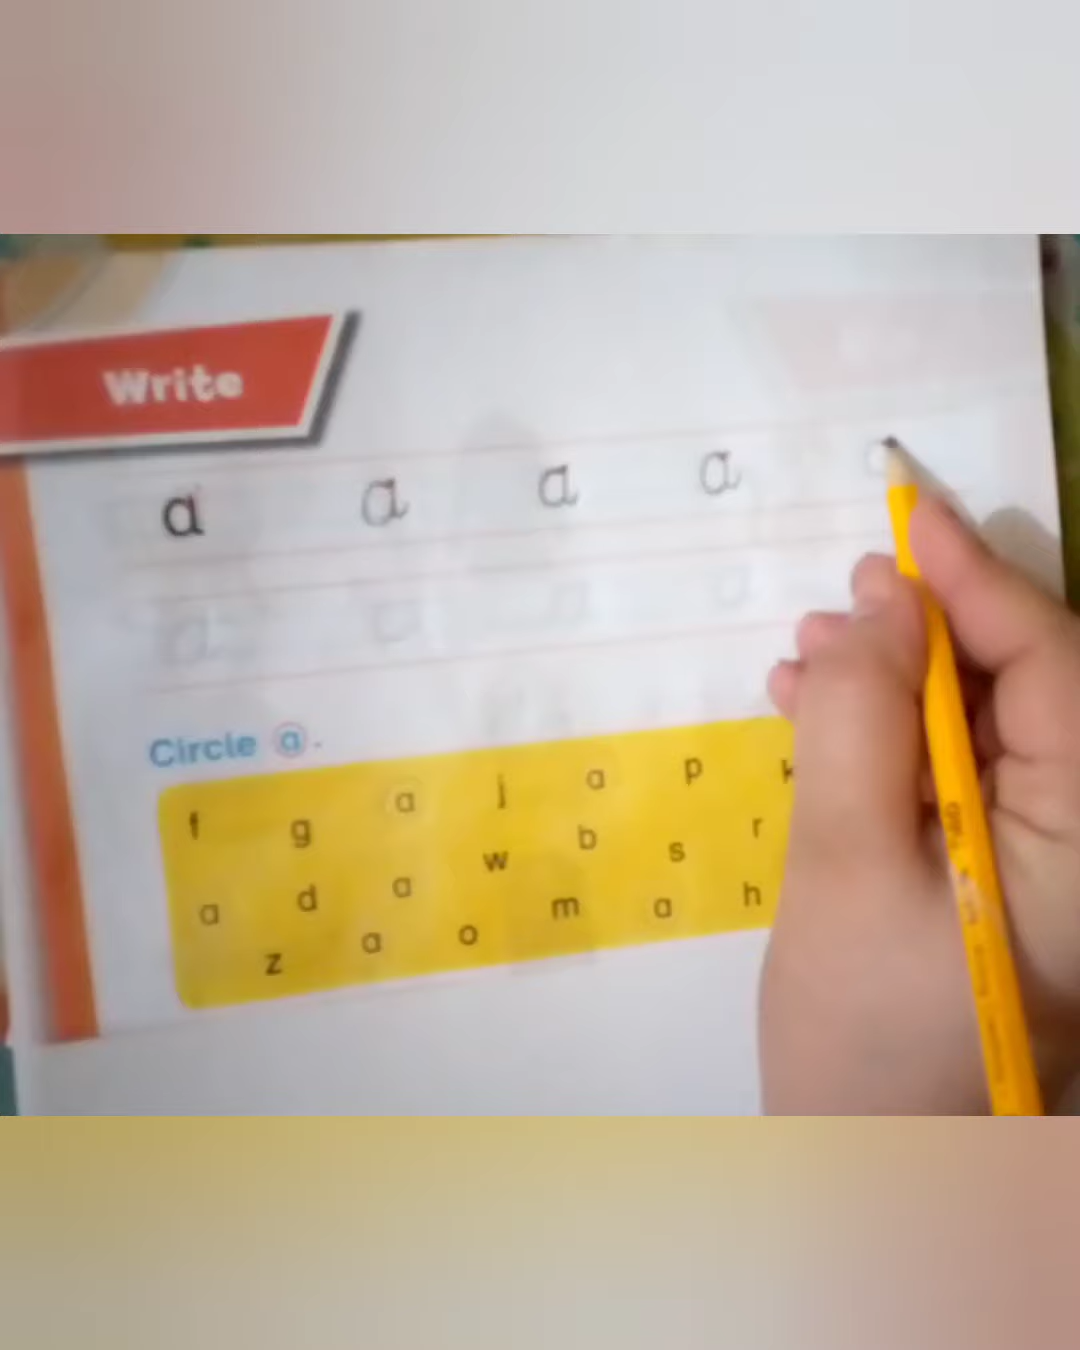 Write
a a a a
Circle a.
f g a j a p k
a d a w b s r
z a o m a h